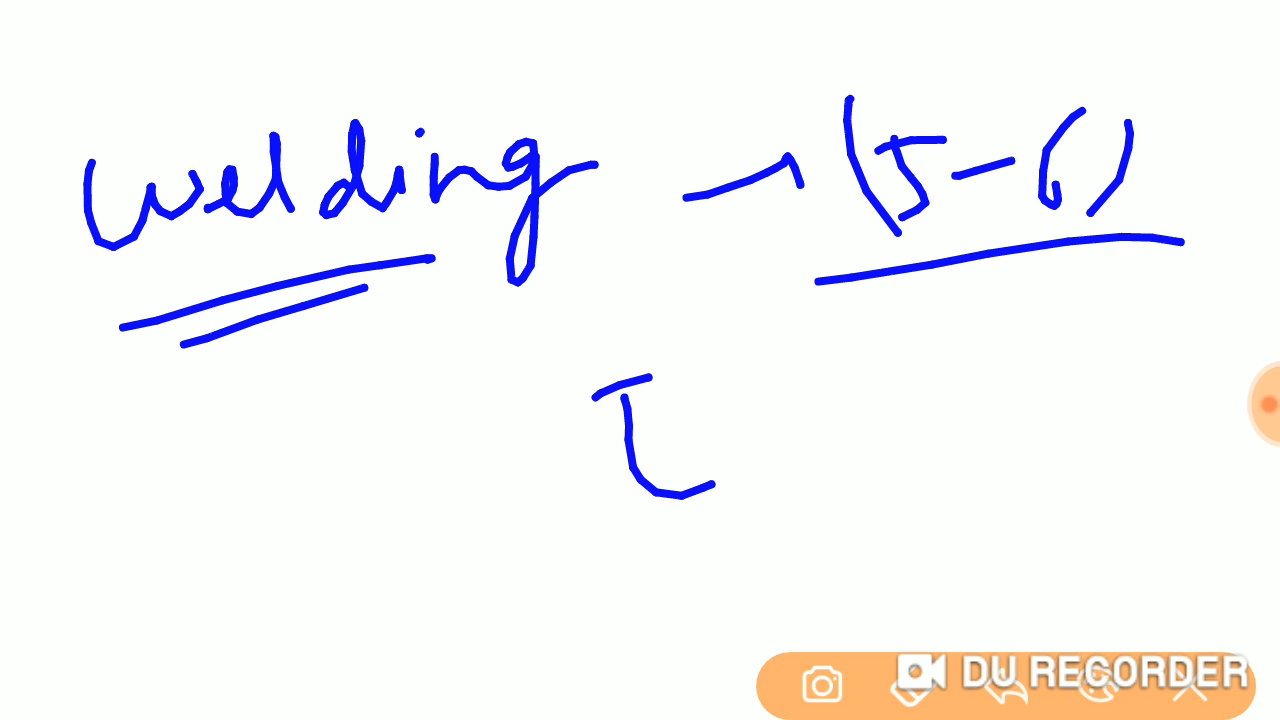 welding → (5-6)
T
DU RECORDER